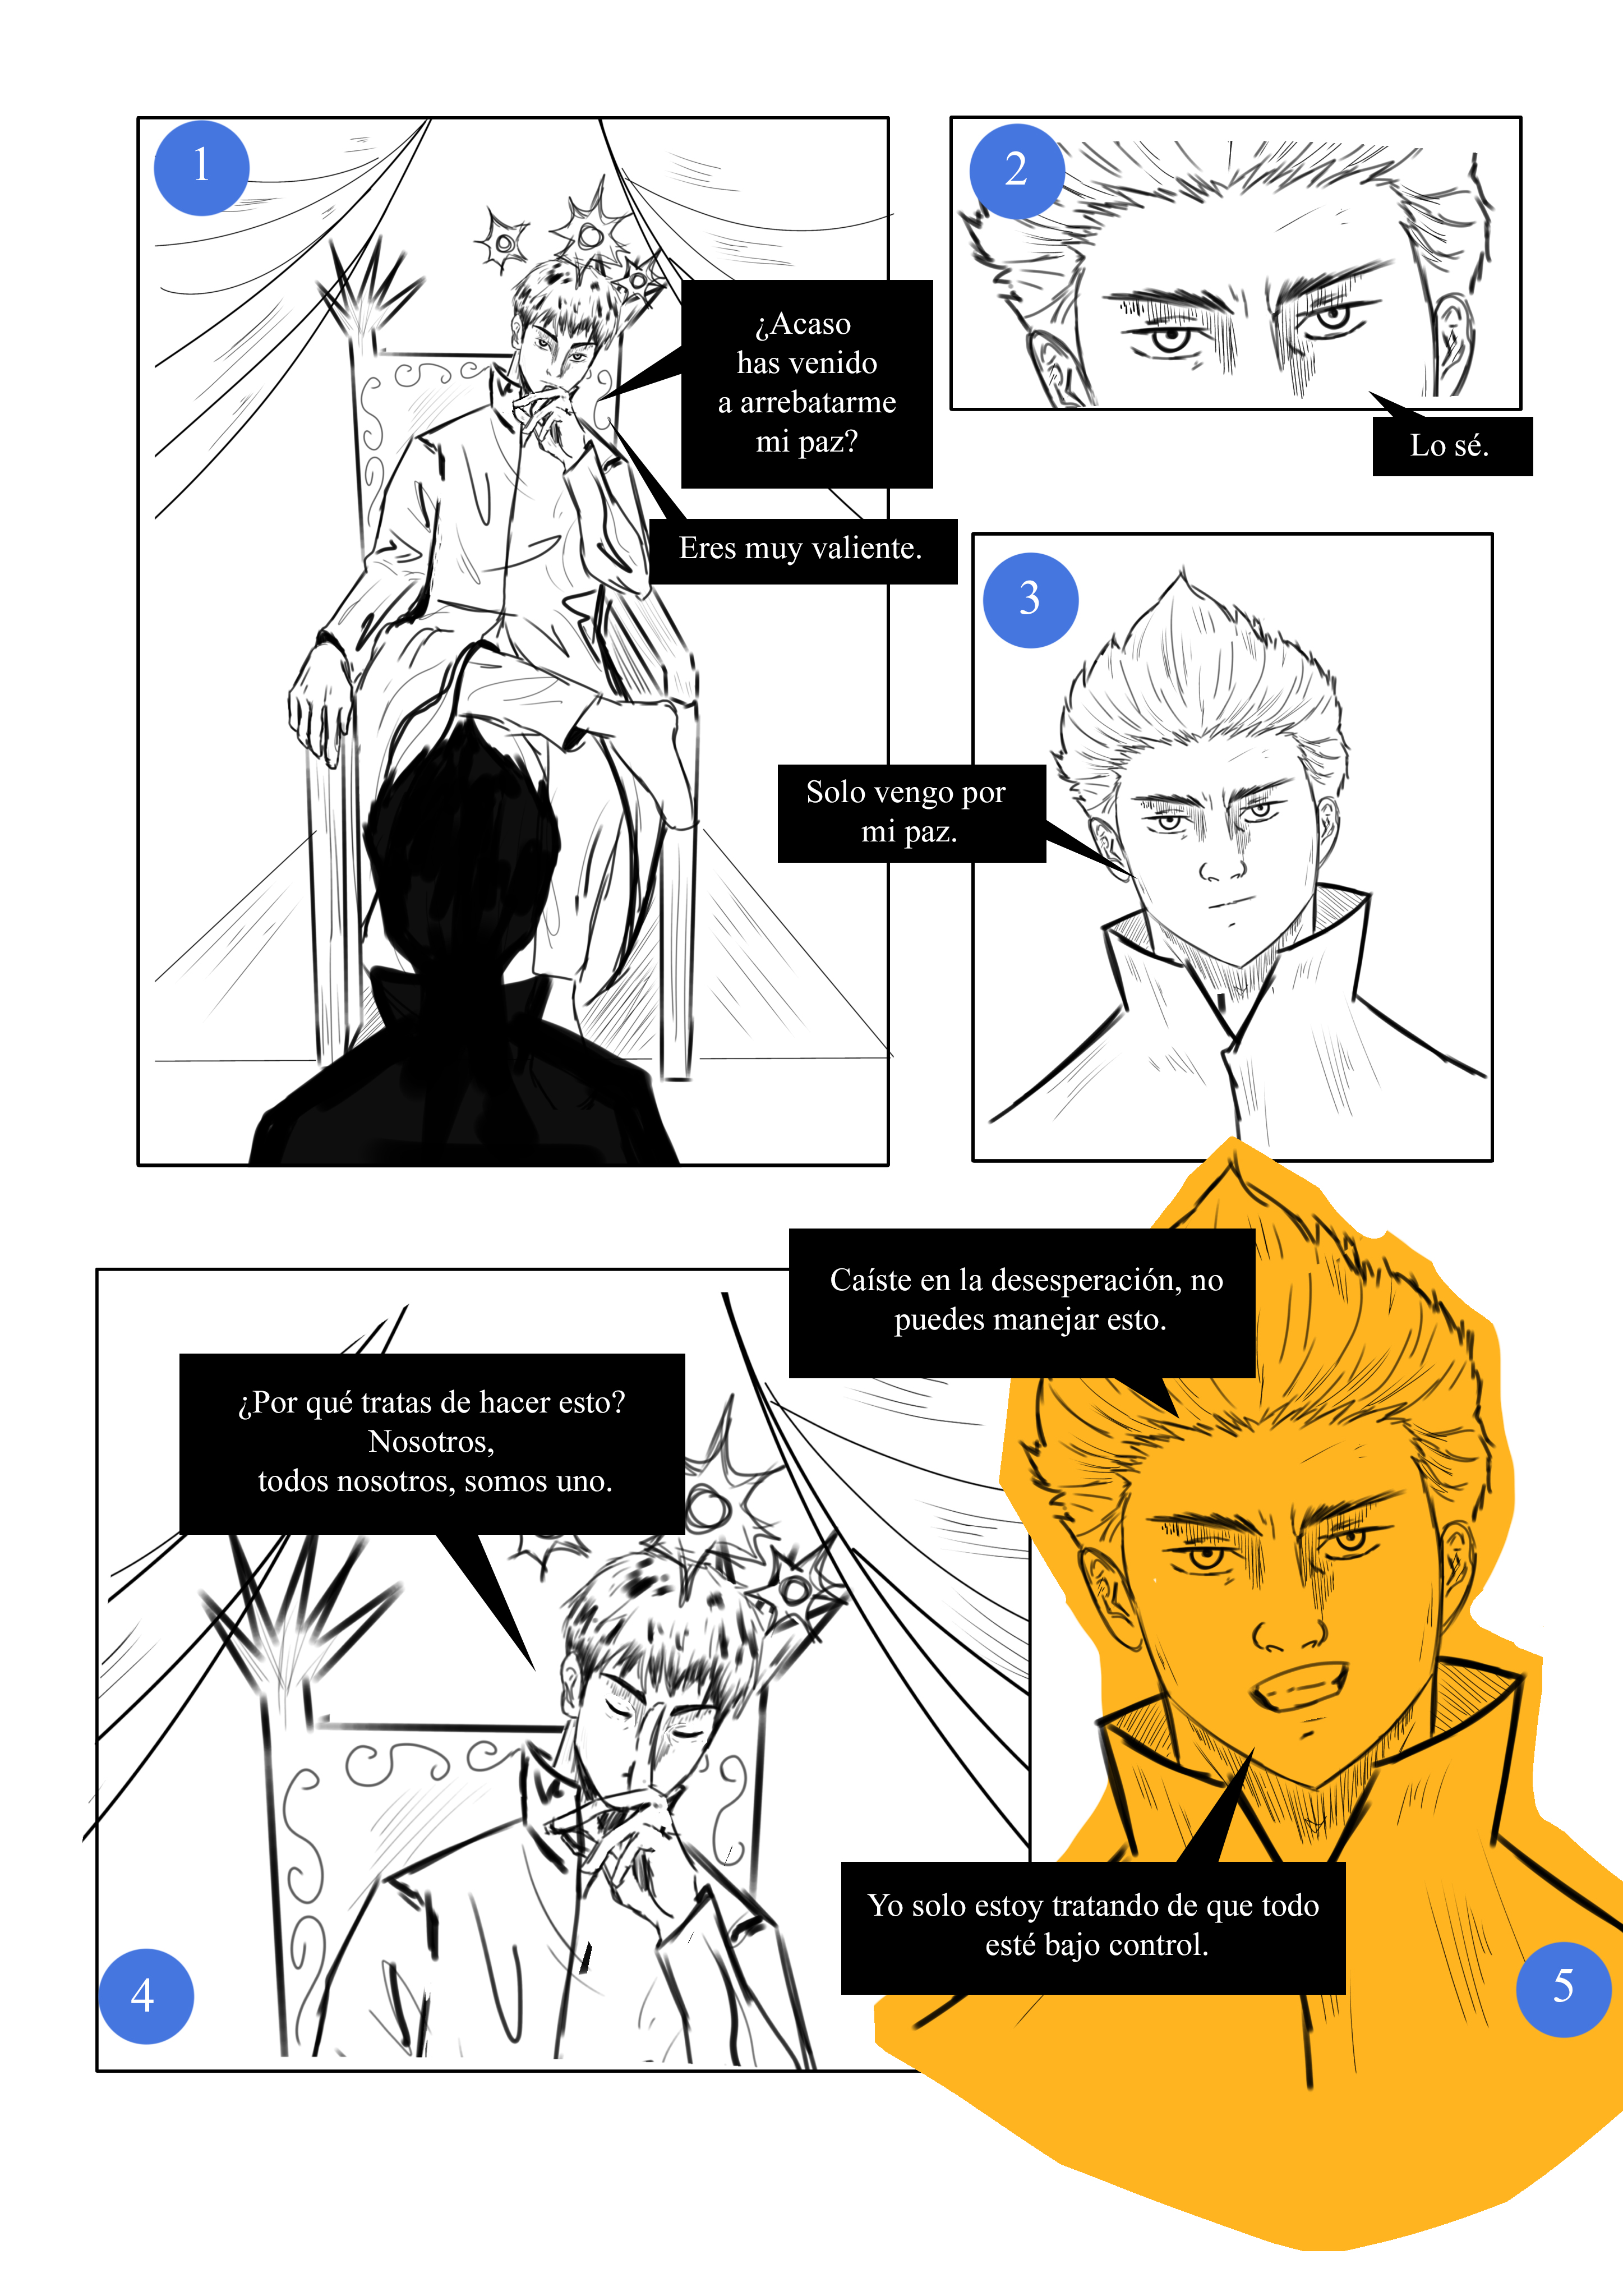 1
¿Acaso
has venido
a arrebatarme
mi paz?
Eres muy valiente.
2
Lo sé.
3
Solo vengo por
mi paz.
4
¿Por qué tratas de hacer esto?
Nosotros,
todos nosotros, somos uno.
Caíste en la desesperación, no
puedes manejar esto.
Yo solo estoy tratando de que todo
esté bajo control.
5